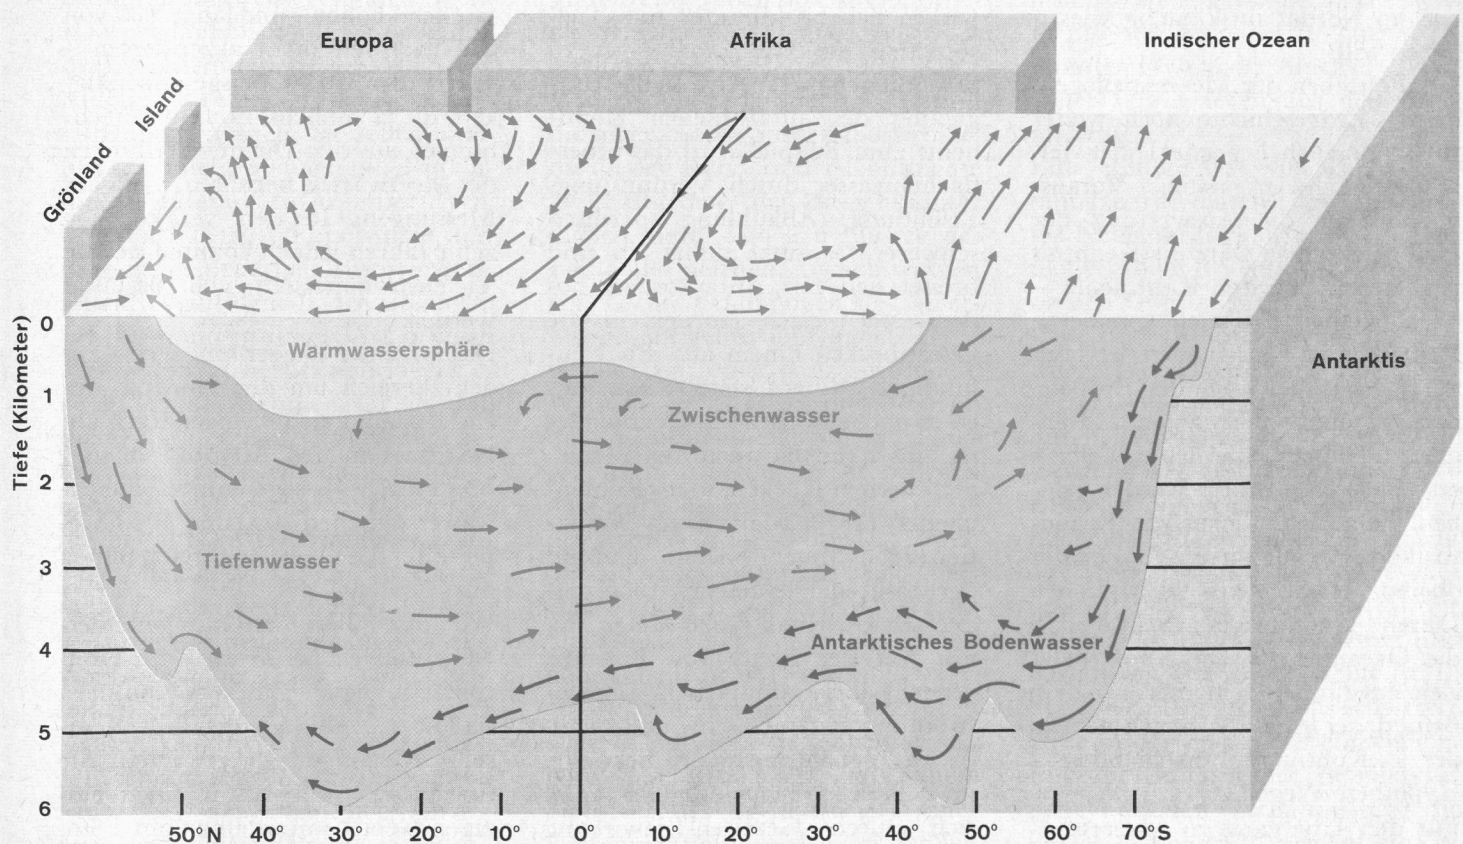 Europa
Afrika
Indischer Ozean
Island
Grönland
Warmwassersphäre
Zwischenwasser
Tiefenwasser
Antarktisches Bodenwasser
Antarktis
Tiefe (Kilometer)
0
1
2
3
4
5
6
50° N 40° 30° 20° 10° 0° 10° 20° 30° 40° 50° 60° 70° S